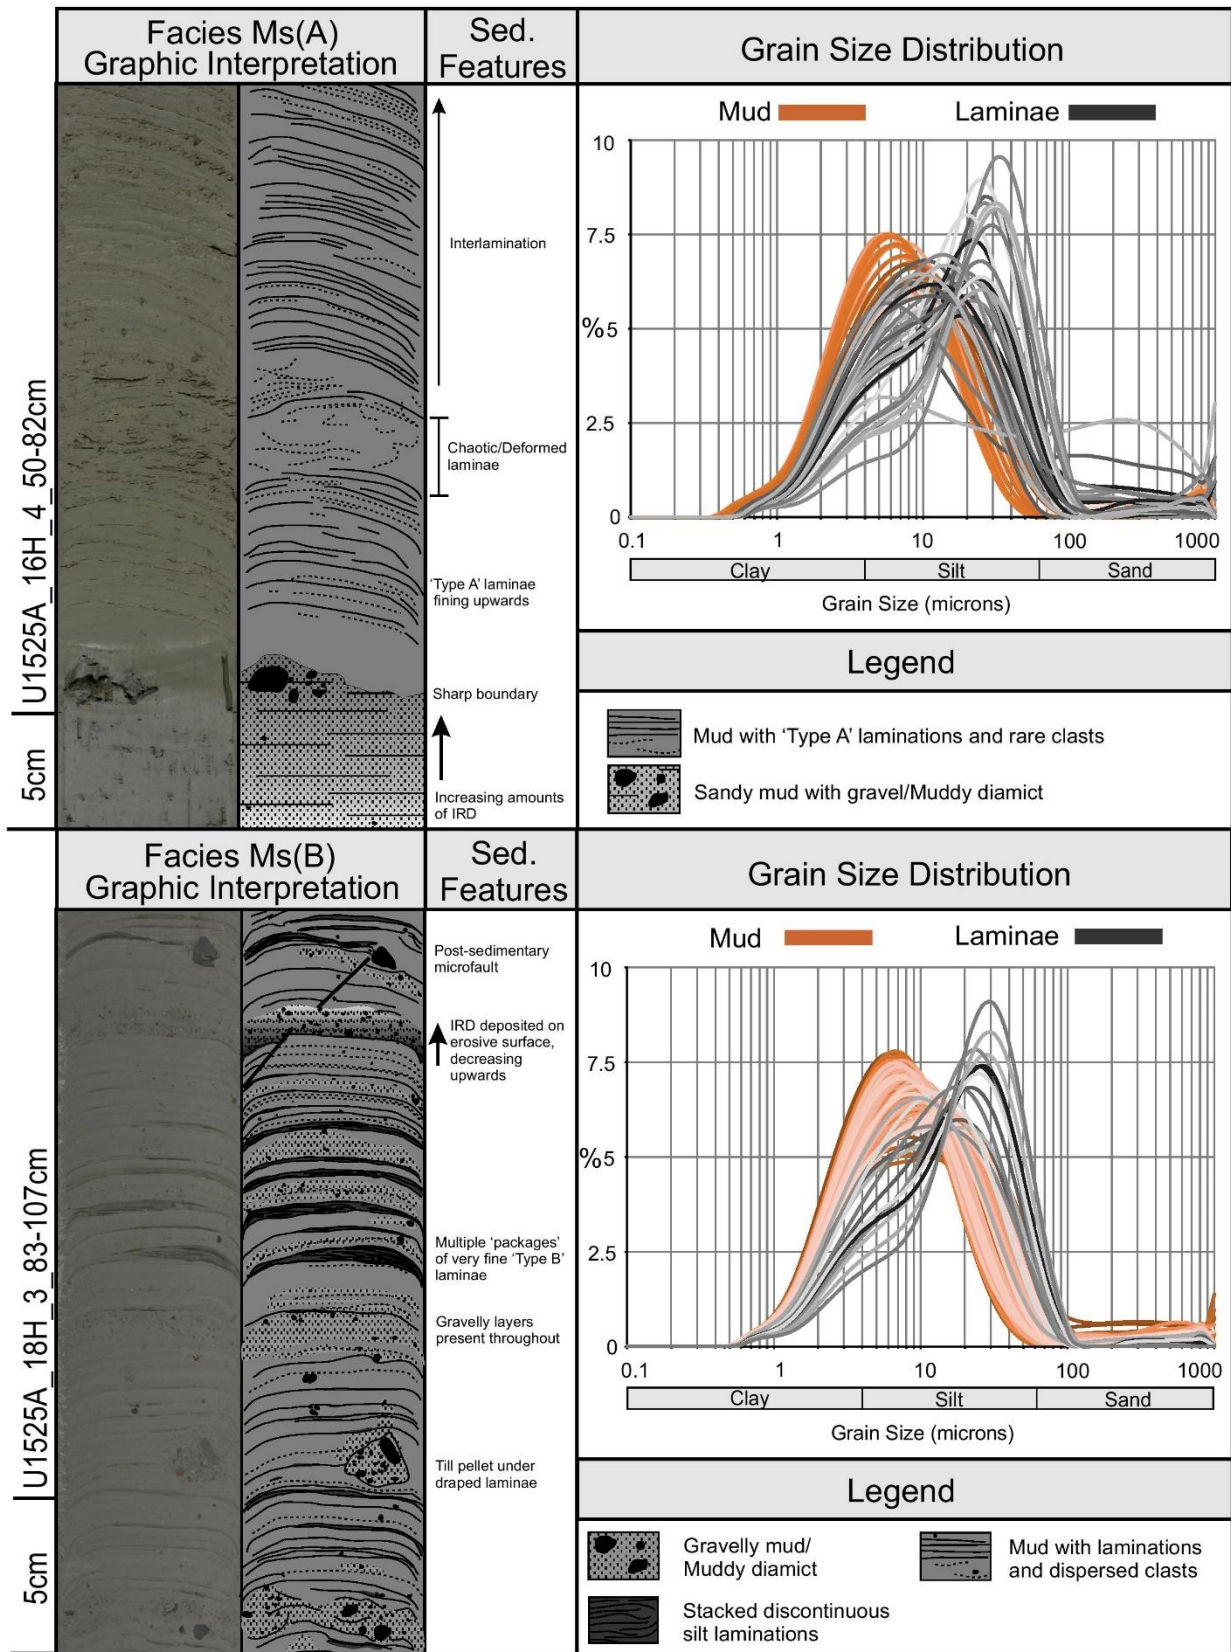 Facies Ms(A)
Graphic Interpretation
Sed.
Features
Grain Size Distribution
U1525A_16H_4_50-82cm
5cm
Interlamination
Chaotic/Deformed
laminae
‘Type A’ laminae
fining upwards
Sharp boundary
Increasing amounts
of IRD
Mud
Laminae
10
7.5
%5
2.5
0
0.1 1 10 100 1000
Clay Silt Sand
Grain Size (microns)
Legend
Mud with ‘Type A’ laminations and rare clasts
Sandy mud with gravel/Muddy diamict
Facies Ms(B)
Graphic Interpretation
Sed.
Features
Grain Size Distribution
U1525A_18H_3_83-107cm
5cm
Post-sedimentary
microfault
IRD deposited on
erosive surface,
decreasing
upwards
Multiple ‘packages’
of very fine ‘Type B’
laminae
Gravelly layers
present throughout
Till pellet under
draped laminae
Mud
Laminae
10
7.5
%5
2.5
0
0.1 1 10 100 1000
Clay Silt Sand
Grain Size (microns)
Legend
Gravelly mud/
Muddy diamict
Mud with laminations
and dispersed clasts
Stacked discontinuous
silt laminations